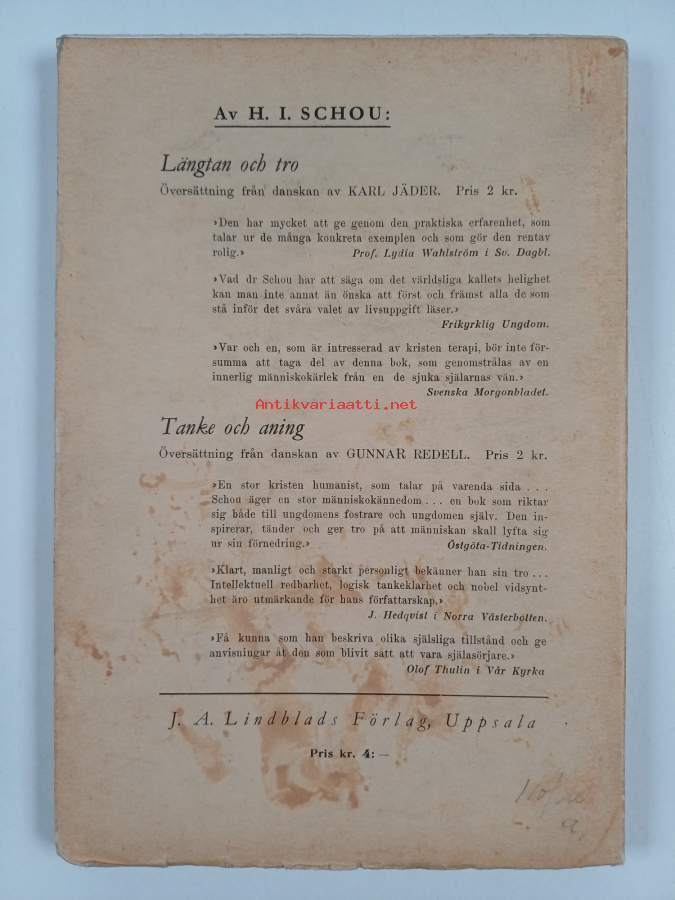 Av H. I. SCHOU:
Längtan och tro
Översättning från danskan av KARL JÄDER. Pris 2 kr.
»Den har mycket att ge genom den praktiska erfarenhet, som
talar ur de många konkreta exemplen och som gör den rentav
rolig.» Prof. Lydia Wahlström i Sv. Dagbl.
»Vad dr Schou har att säga om det världsliga kallets helighet
kan man inte annat än önska att först och främst alla de som
stå inför det svåra valet av livsuppgift läser.»
Frikyrklig Ungdom.
»Var och en, som är intresserad av kristen terapi, bör inte för-
summa att taga del av denna bok, som genomstrålas av en
innerlig människokärlek från en de sjuka själarnas vän.»
Svenska Morgonbladet.
Antikvariaatti.net
Tanke och aning
Översättning från danskan av GUNNAR REDELL. Pris 2 kr.
»En stor kristen humanist, som talar på varenda sida . . .
Schou äger en stor människokännedom . . . en bok som riktar
sig både till ungdomens fostrare och ungdomen själv. Den in-
spirerar, tänder och ger tro på att människan skall lyfta sig
ur sin förnedring.» Östgöta-Tidningen.
»Klart, manligt och starkt personligt bekänner han sin tro . . .
Intellektuell redbarhet, logisk tankeklarhet och nobel vidsynt-
het äro utmärkande för hans författarskap.»
J. Hedqvist i Norra Västerbotten.
»Få kunna som han beskriva olika själsliga tillstånd och ge
anvisningar åt den som blivit satt att vara själasörjare.»
Olof Thulin i Vår Kyrka
J. A. Lindblads Förlag, Uppsala
Pris kr. 4: —